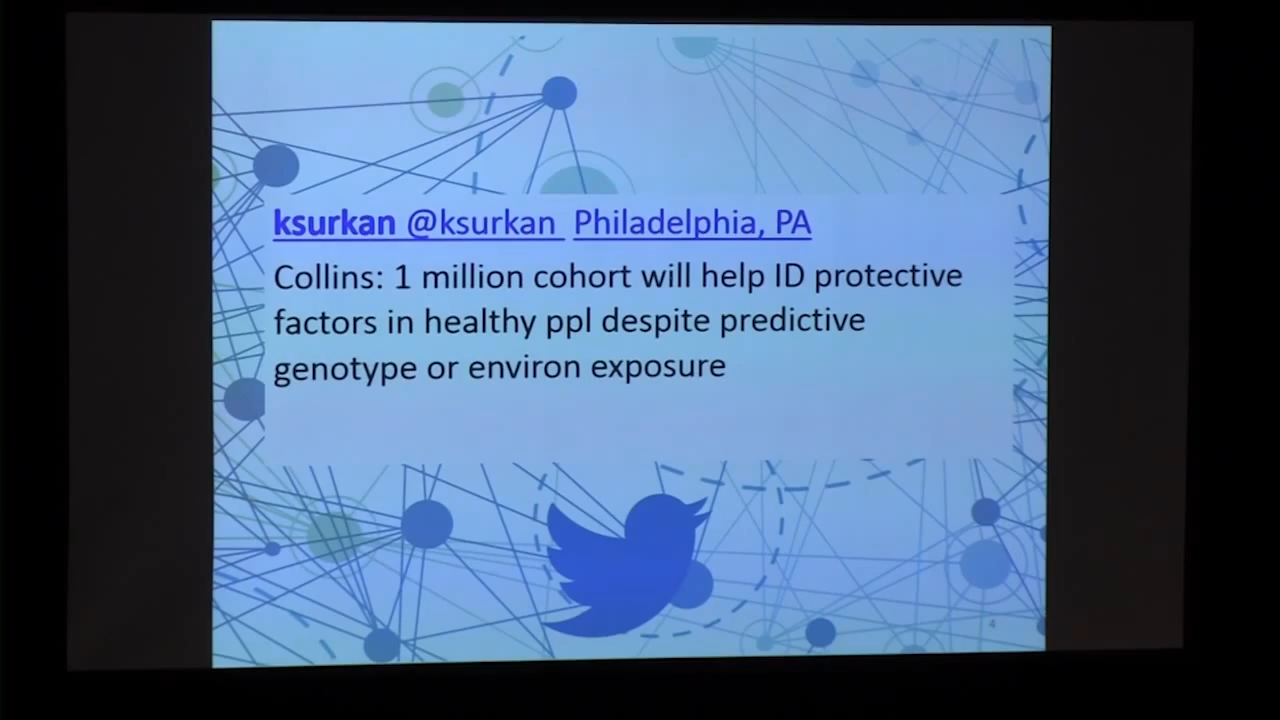 ksurkan @ksurkan Philadelphia, PA
Collins: 1 million cohort will help ID protective
factors in healthy ppl despite predictive
genotype or environ exposure
4